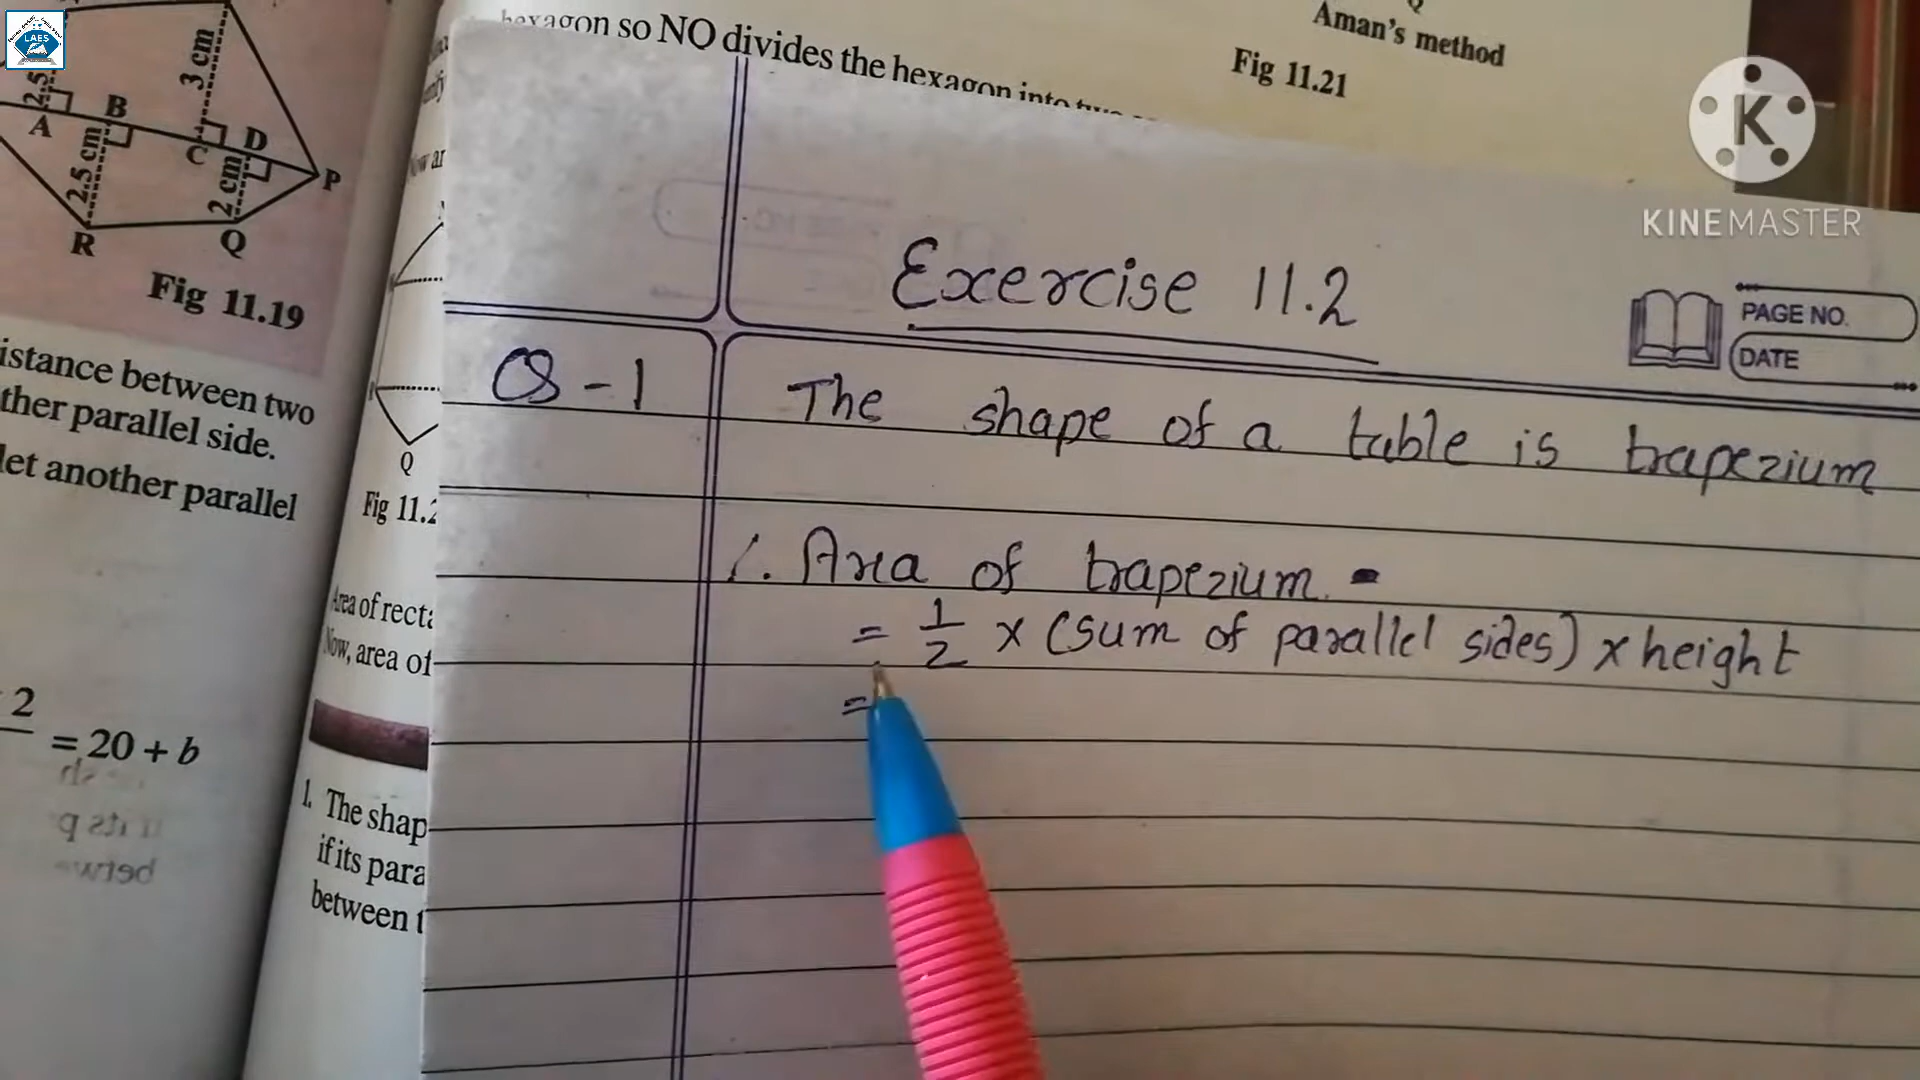 LAES
3 cm
2.5
A
B
C
D
P
2.5 cm
2 cm
R
Q
Fig 11.19
istance between two
ther parallel side.
let another parallel
2
= 20 + b
hexagon so NO divides the hexagon into
Aman's method
Fig 11.21
K
KINEMASTER
Q
Fig 11.2
Area of rect
Now, area of
1. The shap
if its para
between t
PAGE NO.
DATE
Exercise 11.2
Q - 1 The shape of a table is trapezium
∴ Area of trapezium =
= 1/2 × (sum of parallel sides) × height
=